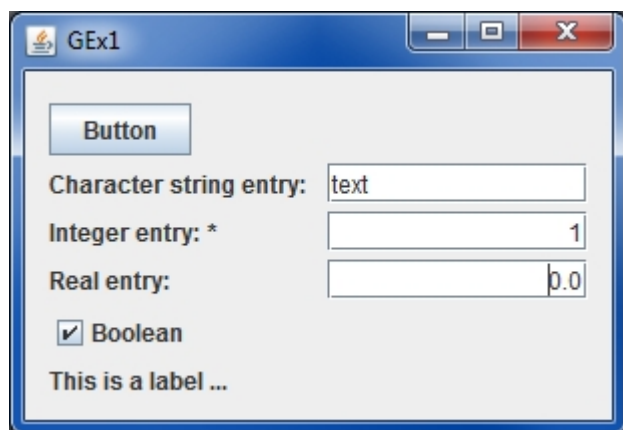 GEx1
Button
Character string entry: text
Integer entry: * 1
Real entry: 0.0
Boolean
This is a label ...